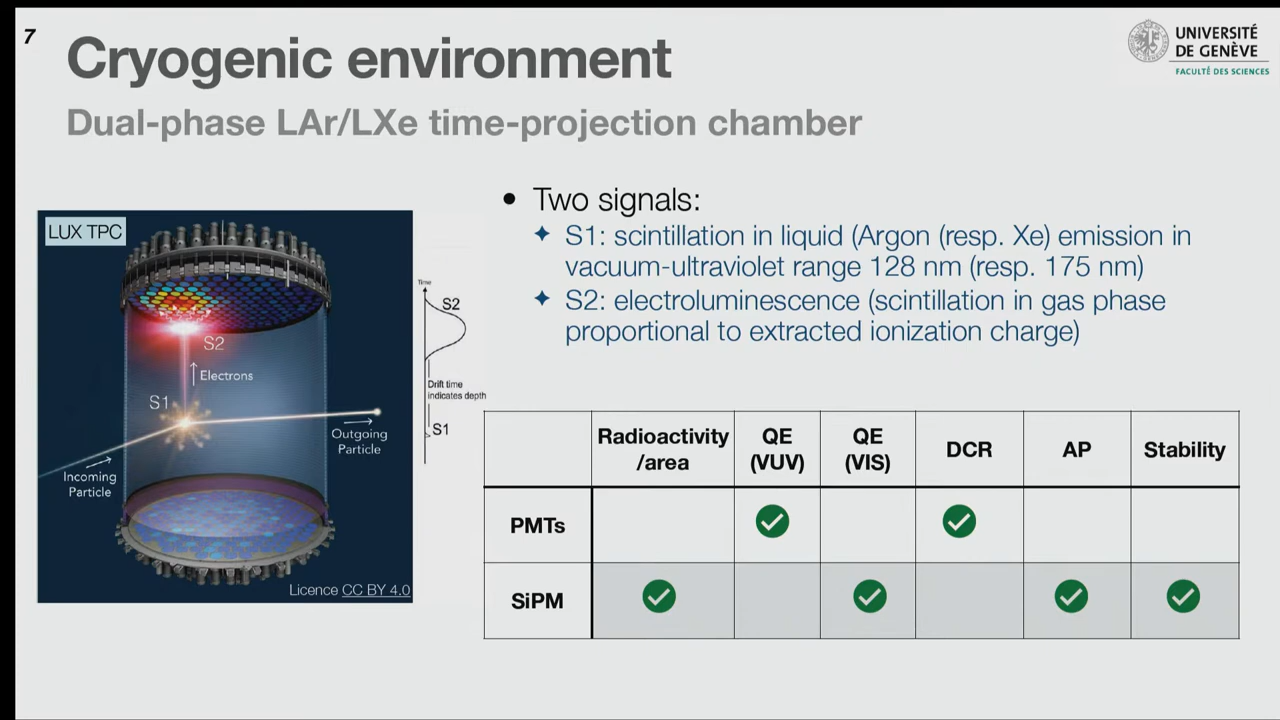 7
Cryogenic environment
UNIVERSITÉ
DE GENÈVE
FACULTÉ DES SCIENCES
Dual-phase LAr/LXe time-projection chamber
• Two signals:
✦ S1: scintillation in liquid (Argon (resp. Xe) emission in
vacuum-ultraviolet range 128 nm (resp. 175 nm)
✦ S2: electroluminescence (scintillation in gas phase
proportional to extracted ionization charge)
LUX TPC
S2
Electrons
S1
Outgoing
Particle
Incoming
Particle
Licence CC BY 4.0
Time
S2
Drift time
indicates depth
S1
Radioactivity
/area
QE
(VUV)
QE
(VIS)
DCR
AP
Stability
PMTs
SiPM